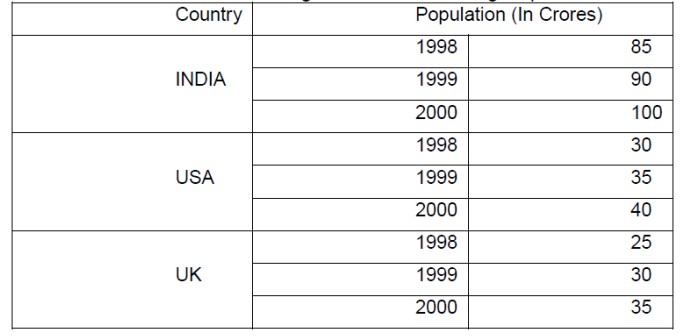 Country Population (In Crores)
1998 85
INDIA 1999 90
2000 100
1998 30
USA 1999 35
2000 40
1998 25
UK 1999 30
2000 35